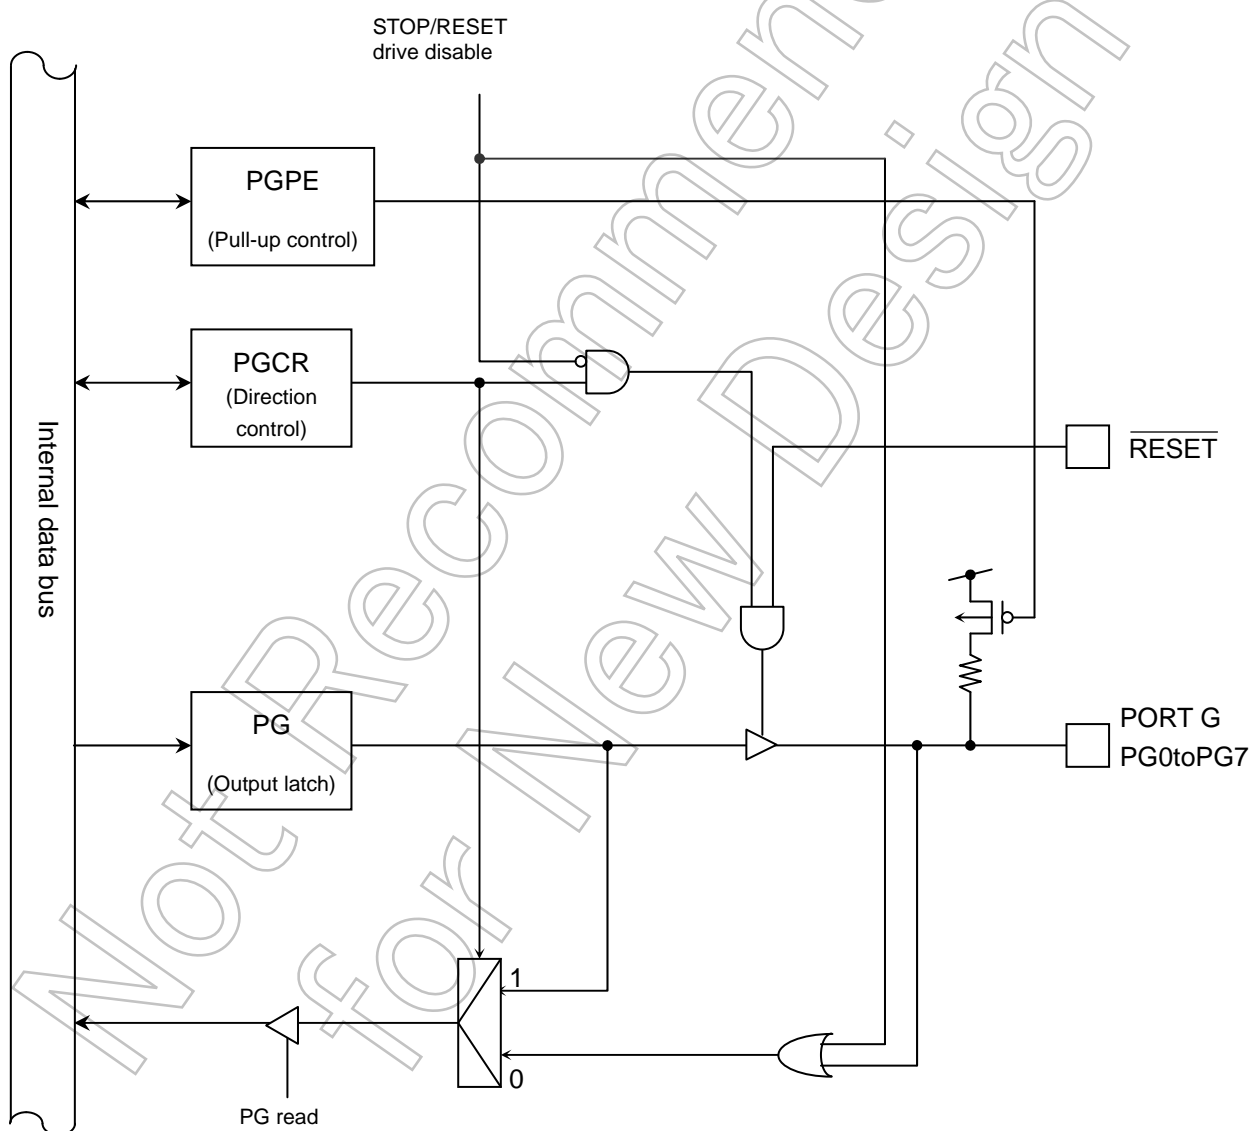 STOP/RESET
drive disable
PGPE
(Pull-up control)
PGCR
(Direction
control)
Internal data bus
RESET
PG
(Output latch)
PORT G
PG0toPG7
1
0
PG read
Not Recommen
for New Design